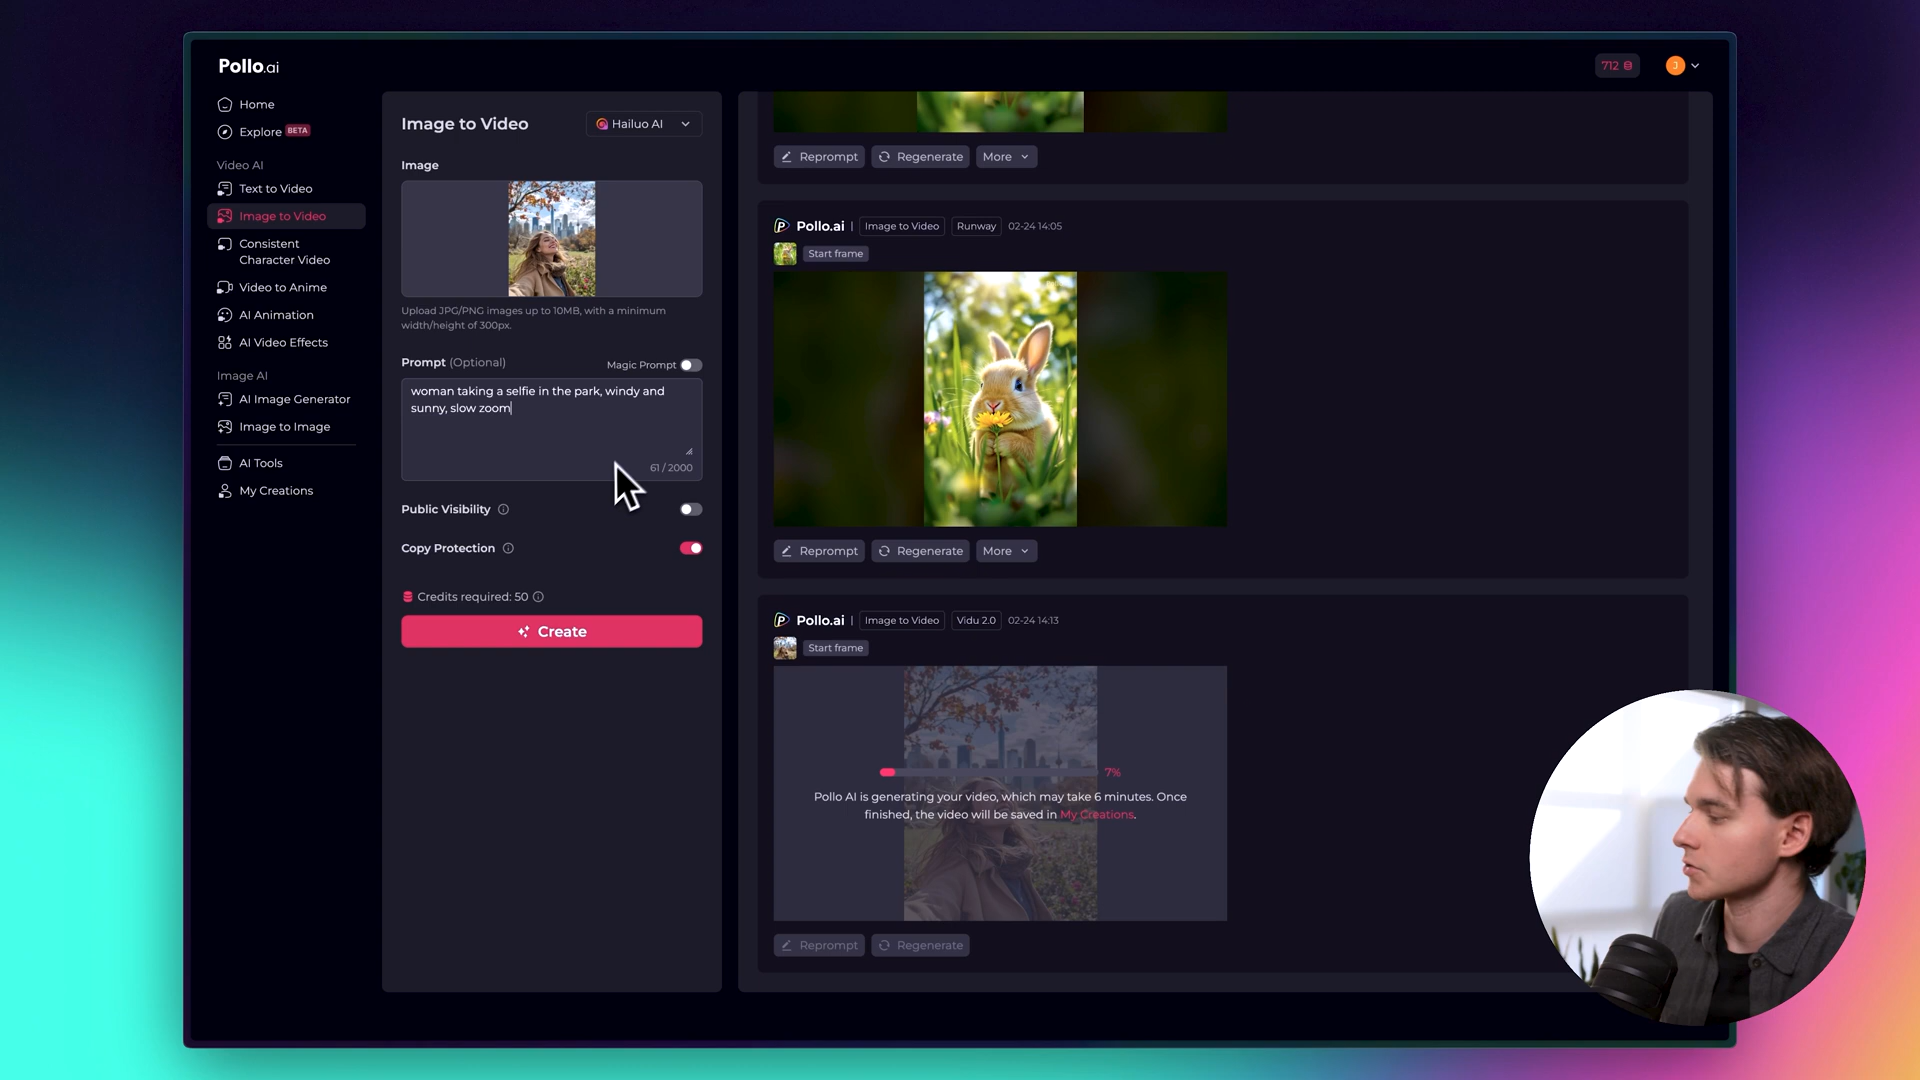 Pollo.ai
712
J
Home
Explore BETA
Video AI
Text to Video
Image to Video
Consistent
Character Video
Video to Anime
AI Animation
AI Video Effects
Image AI
AI Image Generator
Image to Image
AI Tools
My Creations
Image to Video
Hailuo AI
Image
Upload JPG/PNG images up to 10MB, with a minimum
width/height of 300px.
Prompt (Optional)
Magic Prompt
woman taking a selfie in the park, windy and
sunny, slow zoom
61 / 2000
Public Visibility
Copy Protection
Credits required: 50
Create
Reprompt
Regenerate
More
Pollo.ai | Image to Video Runway 02-24 14:05
Start frame
Reprompt
Regenerate
More
Pollo.ai | Image to Video Vidu 2.0 02-24 14:13
Start frame
7%
Pollo AI is generating your video, which may take 6 minutes. Once
finished, the video will be saved in My Creations.
Reprompt
Regenerate